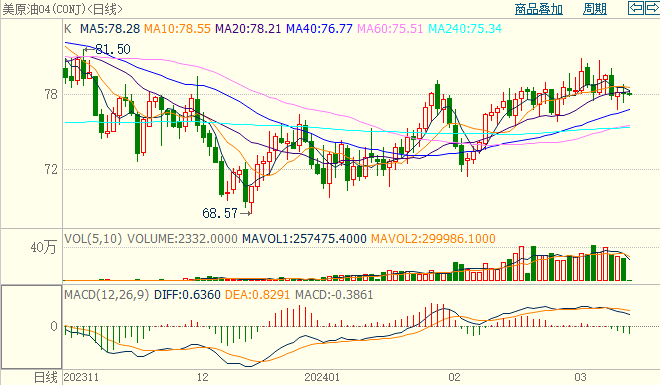 美原油04(CONJ)<日线> 商品叠加 周期
K MA5:78.28 MA10:78.55 MA20:78.21 MA40:76.77 MA60:75.51 MA240:75.34
81.50
78
72
68.57
VOL(5,10) VOLUME:2332.0000 MAVOL1:257475.4000 MAVOL2:299986.1000
40万
MACD(12,26,9) DIFF:0.6360 DEA:0.8291 MACD:-0.3861
0
日线 202311 12 202401 02 03